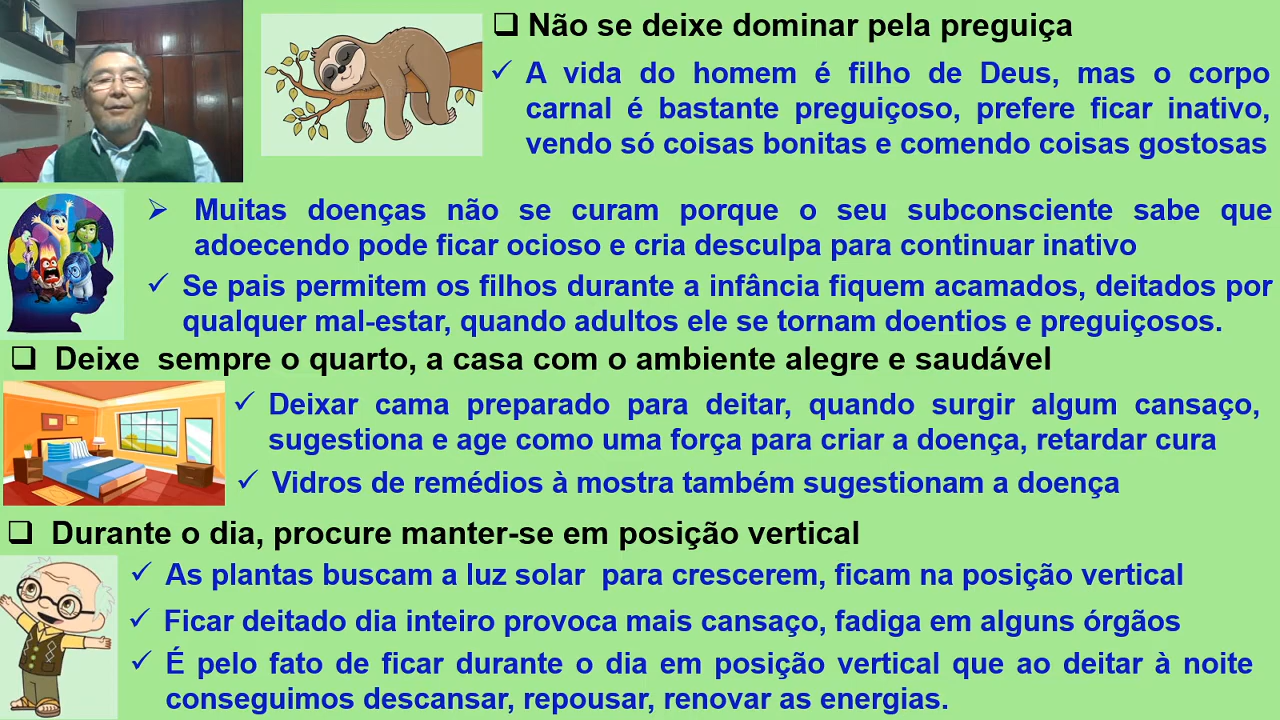 ❑ Não se deixe dominar pela preguiça
✓ A vida do homem é filho de Deus, mas o corpo
carnal é bastante preguiçoso, prefere ficar inativo,
vendo só coisas bonitas e comendo coisas gostosas
➢ Muitas doenças não se curam porque o seu subconsciente sabe que
adoecendo pode ficar ocioso e cria desculpa para continuar inativo
✓ Se pais permitem os filhos durante a infância fiquem acamados, deitados por
qualquer mal-estar, quando adultos ele se tornam doentios e preguiçosos.
❑ Deixe sempre o quarto, a casa com o ambiente alegre e saudável
✓ Deixar cama preparado para deitar, quando surgir algum cansaço,
sugestiona e age como uma força para criar a doença, retardar cura
✓ Vidros de remédios à mostra também sugestionam a doença
❑ Durante o dia, procure manter-se em posição vertical
✓ As plantas buscam a luz solar para crescerem, ficam na posição vertical
✓ Ficar deitado dia inteiro provoca mais cansaço, fadiga em alguns órgãos
✓ É pelo fato de ficar durante o dia em posição vertical que ao deitar à noite
conseguimos descansar, repousar, renovar as energias.